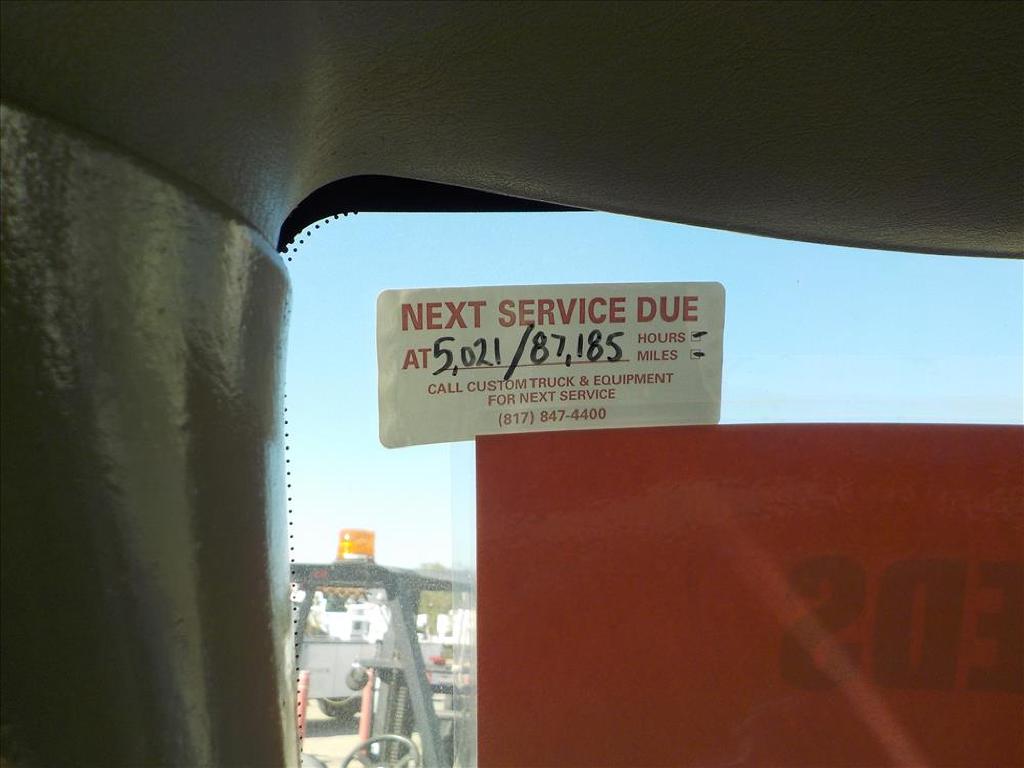 NEXT SERVICE DUE
AT 5,021/87,185 HOURS
MILES
CALL CUSTOM TRUCK & EQUIPMENT
FOR NEXT SERVICE
(817) 847-4400